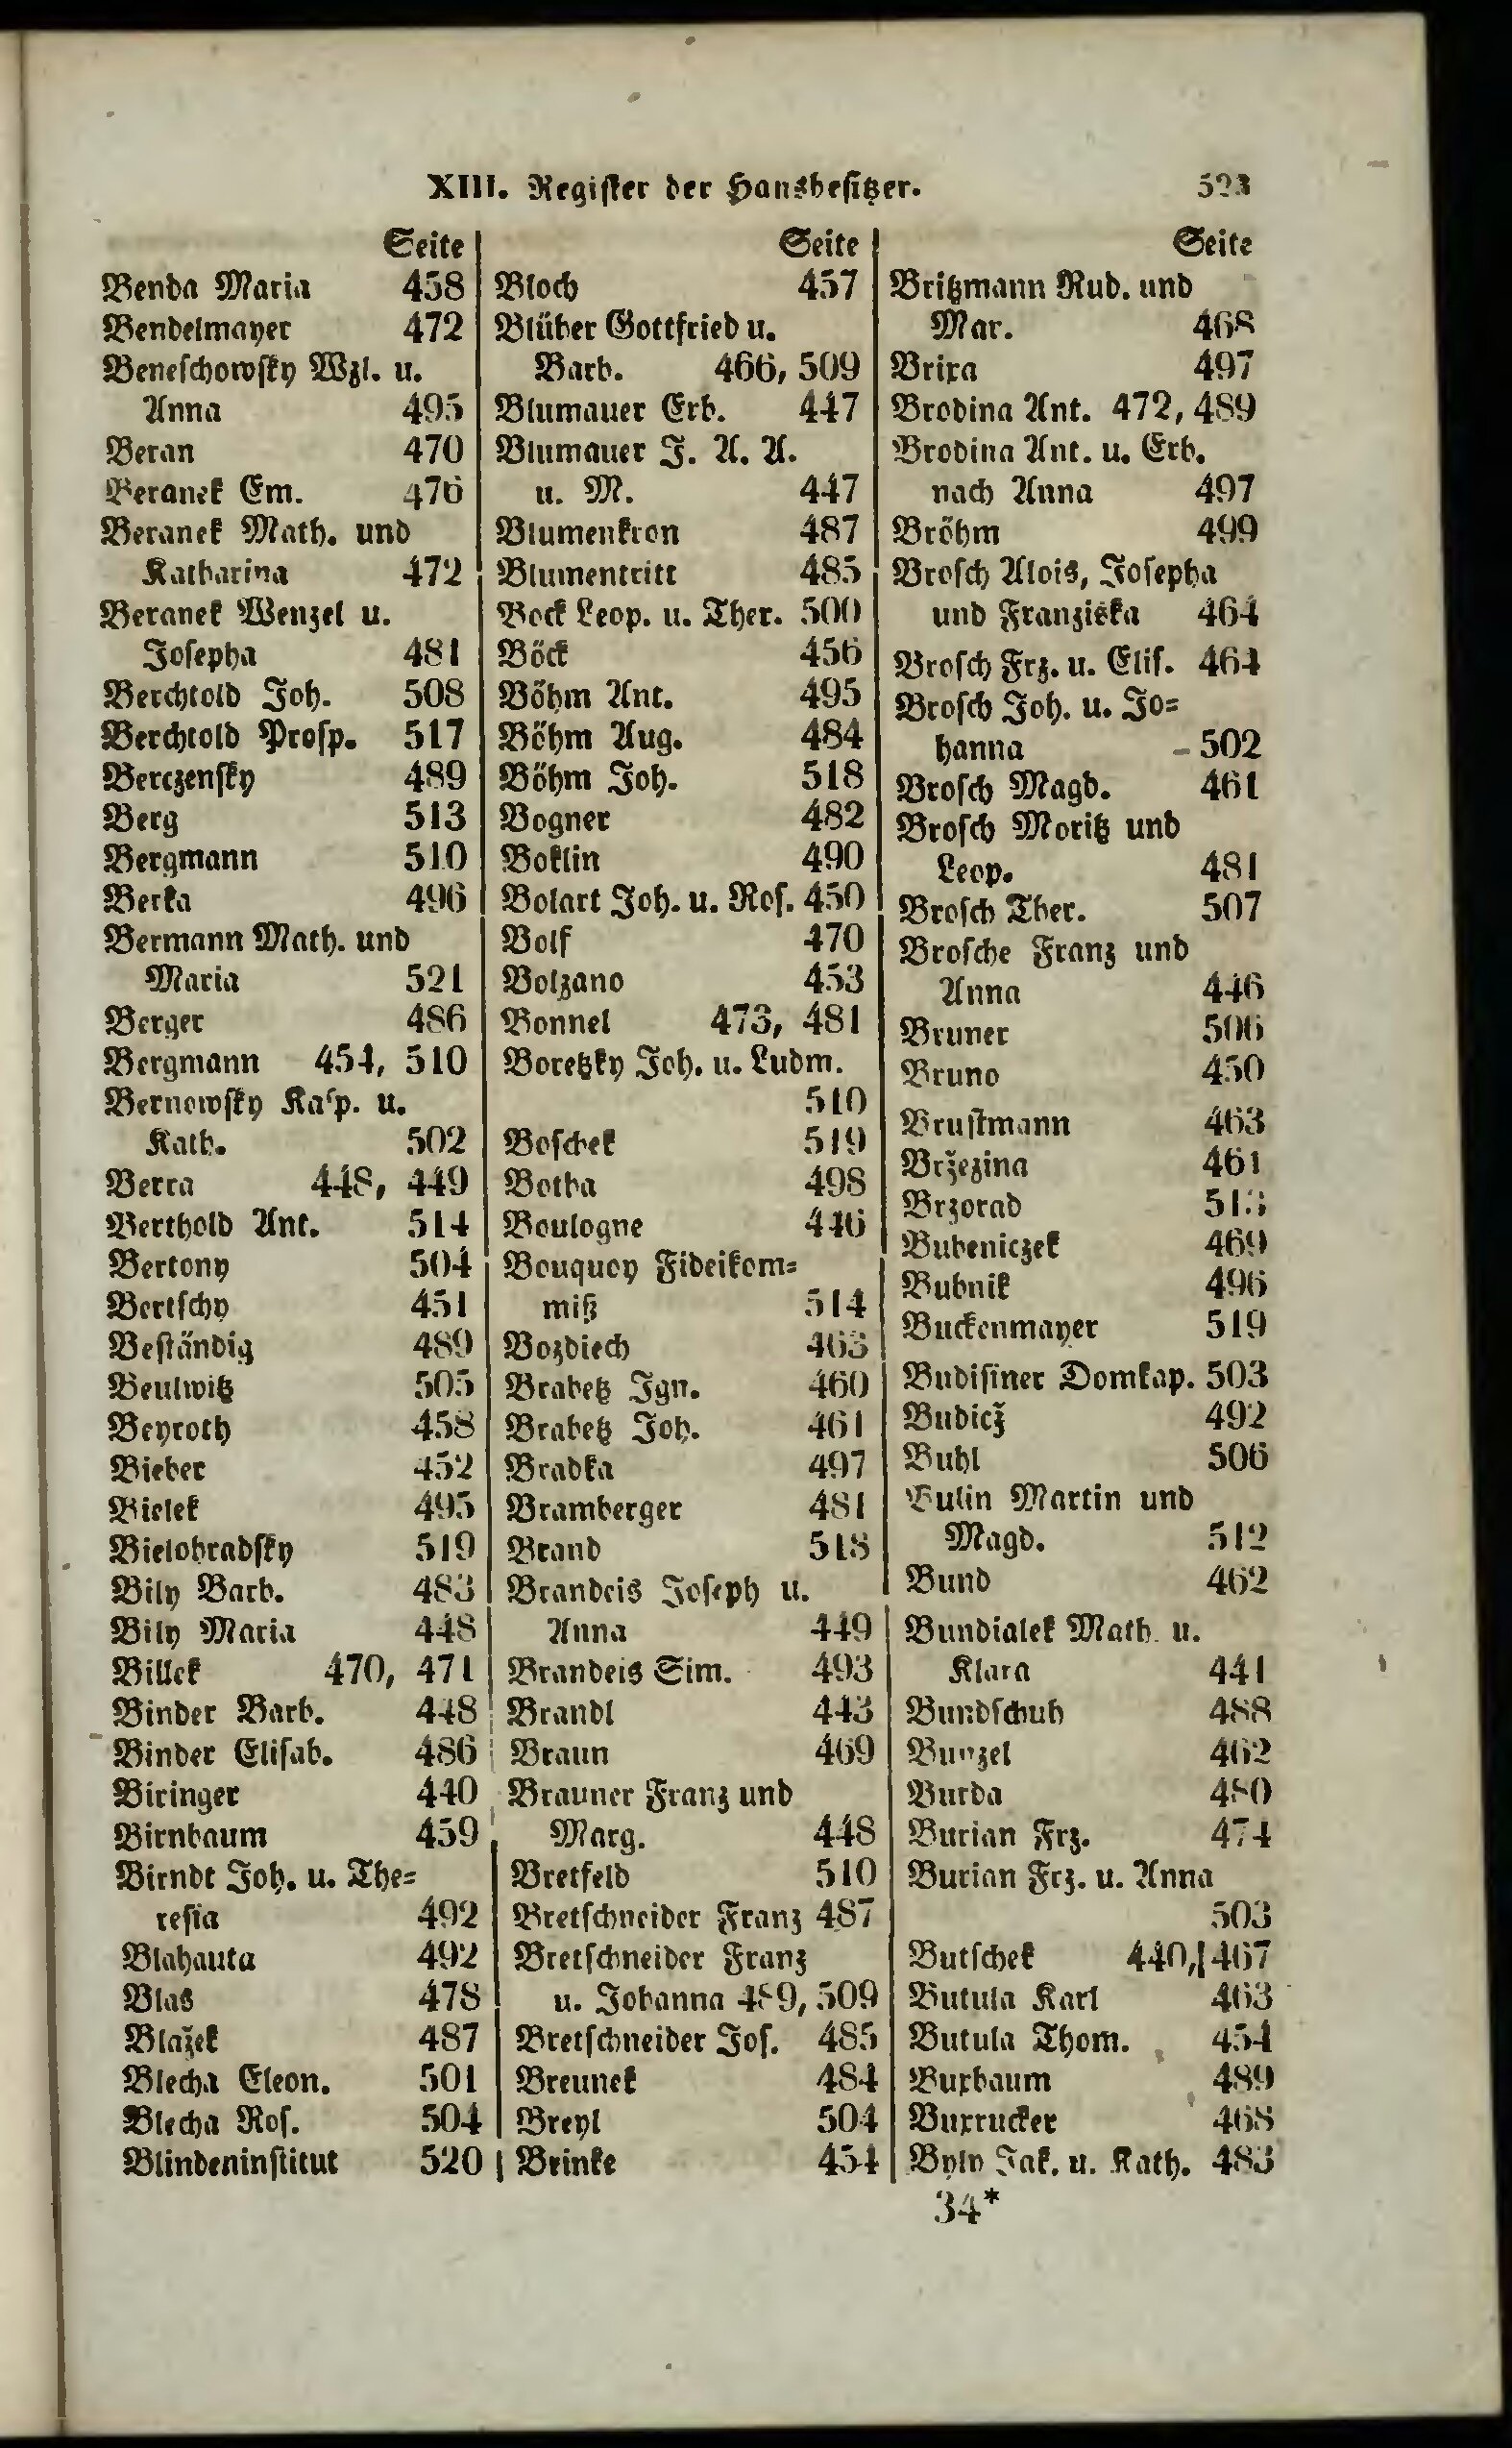 XIII. Register der Hausbesitzer. 523
Seite
Benda Maria 458
Bendelmayer 472
Beneschowsky Wzl. u.
Anna 495
Beran 470
Beranek Em. 476
Beranek Math. und
Katharina 472
Beranek Wenzel u.
Josepha 481
Berchtold Joh. 508
Berchtold Prosp. 517
Berczensky 489
Berg 513
Bergmann 510
Berka 496
Bermann Math. und
Maria 521
Berger 486
Bergmann 454, 510
Bernowsky Kasp. u.
Kath. 502
Berra 448, 449
Berthold Ant. 514
Bertony 504
Bertschy 451
Beständig 489
Beulwitz 505
Beyroth 458
Bieber 452
Bielek 495
Bielohradsky 519
Bily Barb. 483
Bily Maria 448
Billek 470, 471
Binder Barb. 448
Binder Elisab. 486
Biringer 440
Birnbaum 459
Birndt Joh. u. The=
resia 492
Blahauta 492
Blas 478
Blažek 487
Blecha Eleon. 501
Blecha Ros. 504
Blindeninstitut 520
Seite
Bloch 457
Blüher Gottfried u.
Barb. 466, 509
Blumauer Erb. 447
Blumauer J. A. A.
u. M. 447
Blumenkron 487
Blumentritt 485
Bock Leop. u. Ther. 500
Böck 456
Böhm Ant. 495
Böhm Aug. 484
Böhm Joh. 518
Bogner 482
Boklin 490
Bolart Joh. u. Ros. 450
Bolf 470
Bolzano 453
Bonnel 473, 481
Boretzky Joh. u. Ludm.
510
Boschek 519
Botha 498
Boulogne 446
Bouquoy Fideikom=
miß 514
Bozdiech 463
Brabetz Ign. 460
Brabetz Joh. 461
Bradka 497
Bramberger 481
Brand 518
Brandeis Joseph u.
Anna 449
Brandeis Sim. 493
Brandl 443
Braun 469
Brauner Franz und
Marg. 448
Bretfeld 510
Bretschneider Franz 487
Bretschneider Franz
u. Johanna 489, 509
Bretschneider Jos. 485
Breunek 484
Breyl 504
Brinke 454
Seite
Britzmann Rud. und
Mar. 468
Brixa 497
Brodina Ant. 472, 489
Brodina Ant. u. Erb.
nach Anna 497
Bröhm 499
Brosch Alois, Josepha
und Franziska 464
Brosch Frz. u. Elis. 464
Brosch Joh. u. Jo=
hanna 502
Brosch Magd. 461
Brosch Moritz und
Leop. 481
Brosch Ther. 507
Brosche Franz und
Anna 446
Bruner 506
Bruno 450
Brustmann 463
Bržezina 461
Brzorad 513
Bubeniczek 469
Bubnik 496
Buckenmayer 519
Budisiner Domkap. 503
Budicž 492
Buhl 506
Bulin Martin und
Magd. 512
Bund 462
Bundialek Math. u.
Klara 441
Bundschuh 488
Bunzel 462
Burda 480
Burian Frz. 474
Burian Frz. u. Anna
503
Butschek 440, 467
Butula Karl 463
Butula Thom. 454
Buxbaum 489
Buxrucker 468
Byly Jak. u. Kath. 483
34*